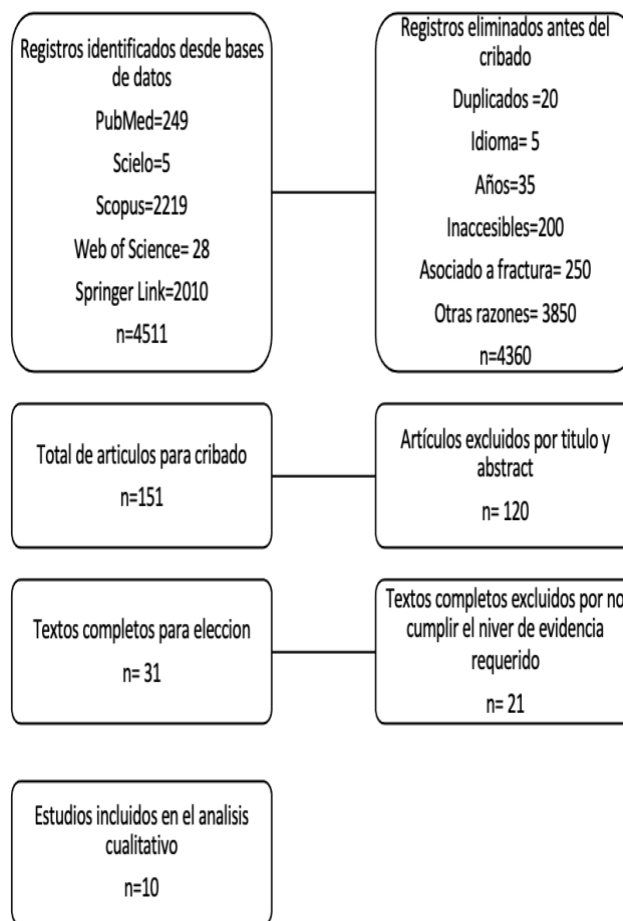 Registros identificados desde bases
de datos
PubMed=249
Scielo=5
Scopus=2219
Web of Science= 28
Springer Link=2010
n=4511
Registros eliminados antes del
cribado
Duplicados =20
Idioma= 5
Años=35
Inaccesibles=200
Asociado a fractura= 250
Otras razones= 3850
n=4360
Total de articulos para cribado
n=151
Artículos excluidos por titulo y
abstract
n= 120
Textos completos para eleccion
n= 31
Textos completos excluidos por no
cumplir el niver de evidencia
requerido
n= 21
Estudios incluidos en el analisis
cualitativo
n=10